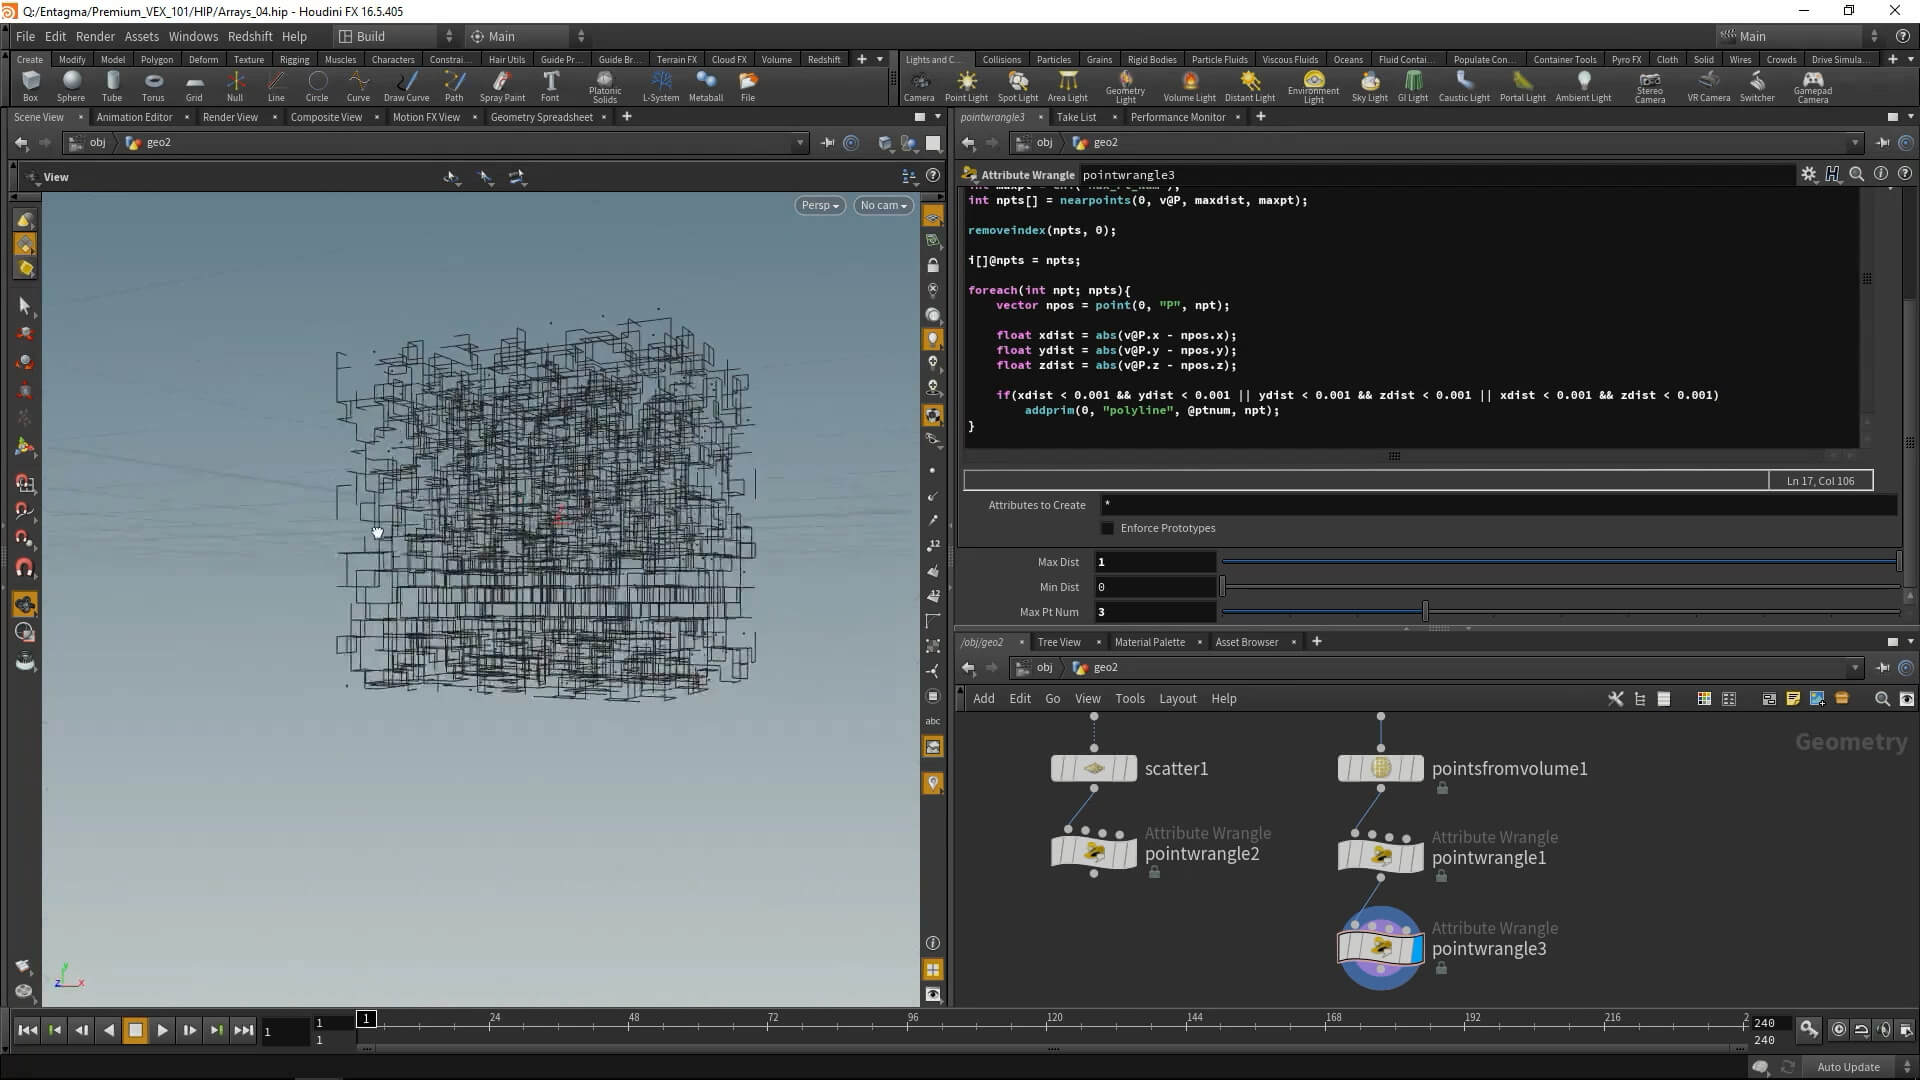 Q:/Entagma/Premium_VEX_101/HIP/Arrays_04.hip - Houdini FX 16.5.405
File Edit Render Assets Windows Redshift Help Build Main Main
Create Modify Model Polygon Deform Texture Rigging Muscles Characters Constrai... Hair Utils Guide Pr... Guide Br... Terrain FX Cloud FX Volume Redshift
Lights and C... Collisions Particles Grains Rigid Bodies Particle Fluids Viscous Fluids Oceans Fluid Contai... Populate Con... Container Tools Pyro FX Cloth Solid Wires Crowds Drive Simula...
Box Sphere Tube Torus Grid Null Line Circle Curve Draw Curve Path Spray Paint Font Platonic Solids L-System Metaball File
Camera Point Light Spot Light Area Light Geometry Light Volume Light Distant Light Environment Light Sky Light GI Light Caustic Light Portal Light Ambient Light Stereo Camera VR Camera Switcher Gamepad Camera
Scene View Animation Editor Render View Composite View Motion FX View Geometry Spreadsheet
pointwrangle3 Take List Performance Monitor
obj geo2
obj geo2
View
Attribute Wrangle pointwrangle3
Persp No cam
int npts[] = nearpoints(0, v@P, maxdist, maxpt);
removeindex(npts, 0);
i[]@npts = npts;
foreach(int npt; npts){
vector npos = point(0, "P", npt);
float xdist = abs(v@P.x - npos.x);
float ydist = abs(v@P.y - npos.y);
float zdist = abs(v@P.z - npos.z);
if(xdist < 0.001 && ydist < 0.001 || ydist < 0.001 && zdist < 0.001 || xdist < 0.001 && zdist < 0.001)
addprim(0, "polyline", @ptnum, npt);
}
Ln 17, Col 106
Attributes to Create *
Enforce Prototypes
Max Dist 1
Min Dist 0
Max Pt Num 3
/obj/geo2 Tree View Material Palette Asset Browser
obj geo2
Add Edit Go View Tools Layout Help
Geometry
scatter1
pointsfromvolume1
Attribute Wrangle
pointwrangle2
Attribute Wrangle
pointwrangle1
Attribute Wrangle
pointwrangle3
12
12
abc
y
z x
1 1 1 1 24 48 72 96 120 144 168 192 216 2 240 240
Auto Update